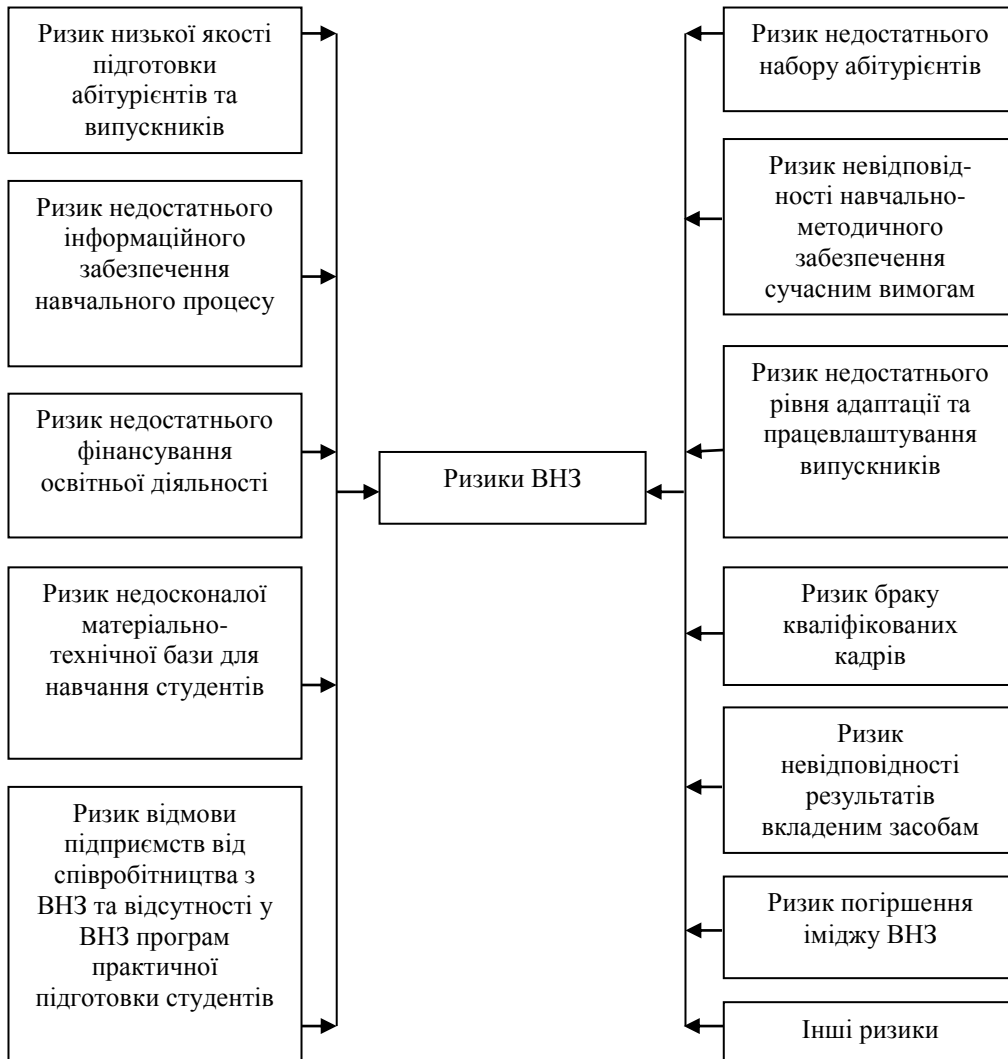 Ризик низької якості
підготовки
абітурієнтів та
випускників
Ризик недостатнього
інформаційного
забезпечення
навчального процесу
Ризик недостатнього
фінансування
освітньої діяльності
Ризик недосконалої
матеріально-
технічної бази для
навчання студентів
Ризик відмови
підприємств від
співробітництва з
ВНЗ та відсутності у
ВНЗ програм
практичної
підготовки студентів
Ризики ВНЗ
Ризик недостатнього
набору абітурієнтів
Ризик невідповід-
ності навчально-
методичного
забезпечення
сучасним вимогам
Ризик недостатнього
рівня адаптації та
працевлаштування
випускників
Ризик браку
кваліфікованих
кадрів
Ризик
невідповідності
результатів
вкладеним засобам
Ризик погіршення
іміджу ВНЗ
Інші ризики